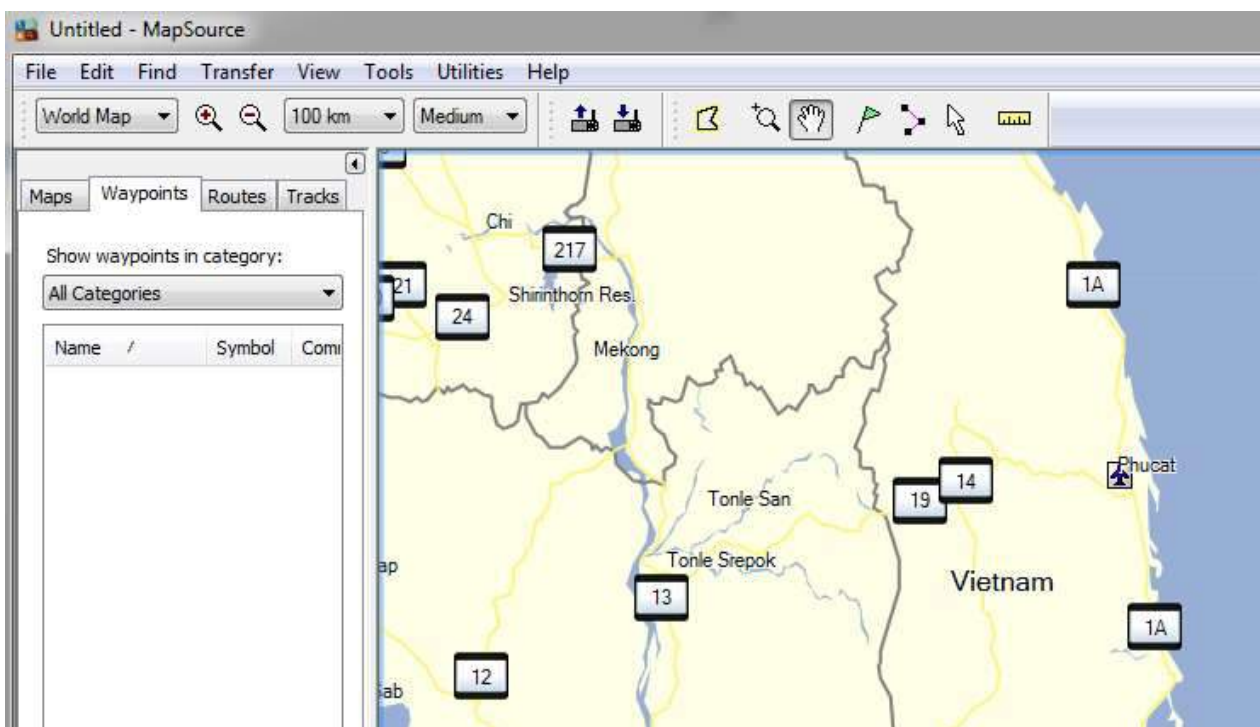 Untitled - MapSource
File Edit Find Transfer View Tools Utilities Help
World Map 100 km Medium
Maps Waypoints Routes Tracks
Show waypoints in category:
All Categories
Name / Symbol Com
Chi
217
21
1A
Shirinthorn Res.
24
Mekong
Phucat
14
19
Tonle San
Tonle Srepok
ap
Vietnam
13
1A
12
ab